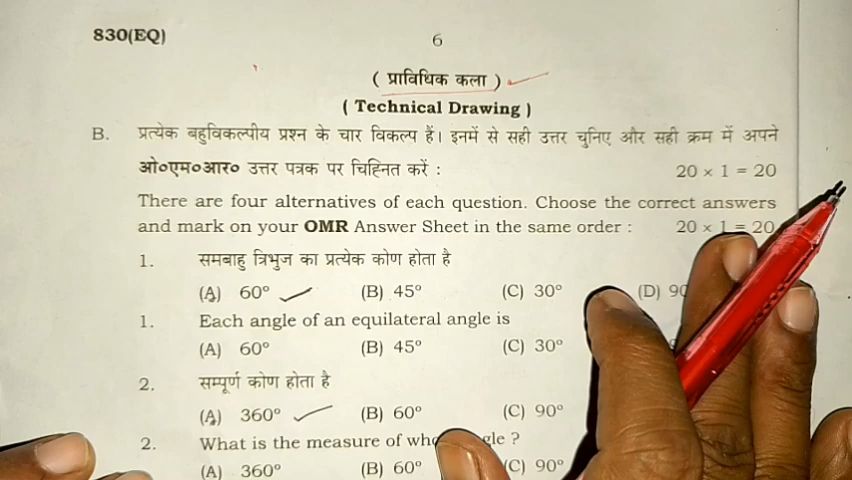 830(EQ)
6
( प्राविधिक कला )
( Technical Drawing )
B. प्रत्येक बहुविकल्पीय प्रश्न के चार विकल्प हैं। इनमें से सही उत्तर चुनिए और सही क्रम में अपने
ओ०एम०आर० उत्तर पत्रक पर चिह्नित करें : 20 × 1 = 20
There are four alternatives of each question. Choose the correct answers
and mark on your OMR Answer Sheet in the same order : 20 × 1 = 20
1. समबाहु त्रिभुज का प्रत्येक कोण होता है
(A) 60° (B) 45° (C) 30° (D)
1. Each angle of an equilateral angle is
(A) 60° (B) 45° (C) 30°
2. सम्पूर्ण कोण होता है
(A) 360° (B) 60° (C) 90°
2. What is the measure of ?
(A) 360° (B) 60° (C) 90°